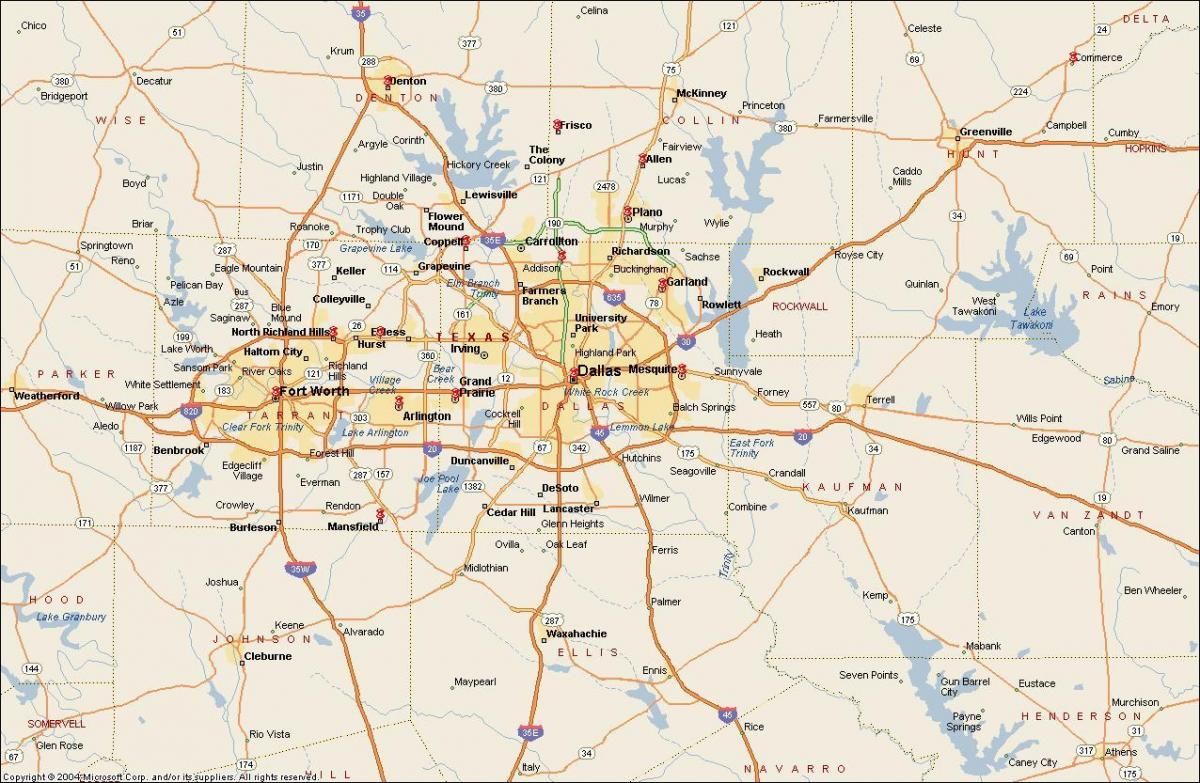 35
Celina
DELTA
Chico
51
121
24
Celeste
377
Krum
288
75
69
Commerce
380
Decatur
Denton
380
McKinney
224
Bridgeport
DENTON
Princeton
WISE
Frisco
COLLIN
380
Farmersville
Greenville
Campbell
Cumby
Corinth
Argyle
The
Colony
Fairview
HUNT
HOPKINS
Justin
Hickory Creek
Allen
Caddo
Mills
Boyd
Highland Village
121
2478
Lucas
1171
Double
Oak
Lewisville
Flower
Mound
Plano
34
Briar
Roanoke
Trophy Club
190
Murphy
Wylie
19
Springtown
170
Grapevine Lake
Coppell
35E
Carrollton
Richardson
Sachse
Royse City
69
Reno
287
377
114
Grapevine
Addison
Buckingham
Point
51
Eagle Mountain
Keller
Rockwall
Pelican Bay
Elm Branch
Trinity
Farmers
Branch
Garland
Quinlan
RAINS
Azle
Bus
287
Blue
Mound
Colleyville
635
78
Rowlett
ROCKWALL
West
Tawakoni
Emory
Saginaw
161
University
Park
Lake
Tawakoni
199
North Richland Hills
26
Euless
TEXAS
Heath
Lake Worth
Haltom City
Hurst
360
Irving
Highland Park
30
Sansom Park
River Oaks
121
Richland
Hills
Village
Creek
Bear
Creek
12
Dallas
Mesquite
Sunnyvale
PARKER
White Settlement
183
Fort Worth
Grand
Prairie
White Rock Creek
Forney
Sabine
Weatherford
Willow Park
820
TARRANT
303
Arlington
Cockrell
Hill
DALLAS
Balch Springs
557
80
Terrell
Aledo
Clear Fork Trinity
Lake Arlington
45
Lemmon Lake
Wills Point
1187
Benbrook
20
67
342
East Fork
Trinity
20
Edgewood
80
Forest Hill
Duncanville
Hutchins
175
34
Grand Saline
Edgecliff
Village
287
157
Joe Pool
Lake
Seagoville
Crandall
377
Everman
1382
DeSoto
KAUFMAN
19
Crowley
Rendon
Cedar Hill
Lancaster
Wilmer
Combine
Kaufman
VAN ZANDT
171
Burleson
Mansfield
Glenn Heights
Canton
Ovilla
Oak Leaf
Ferris
35W
Midlothian
Trinity
Joshua
Kemp
Ben Wheeler
HOOD
Palmer
Lake Granbury
Keene
287
175
JOHNSON
Alvarado
Waxahachie
Mabank
Cleburne
ELLIS
144
Ennis
Seven Points
Gun Barrel
City
Eustace
Maypearl
Murchison
SOMERVELL
45
Payne
Springs
HENDERSON
Rio Vista
35E
Rice
Glen Rose
67
34
317
Athens
174
Italy
Caney City
175
Copyright © 2004 Microsoft Corp. and/or its suppliers. All rights reserved.
HILL
NAVARRO